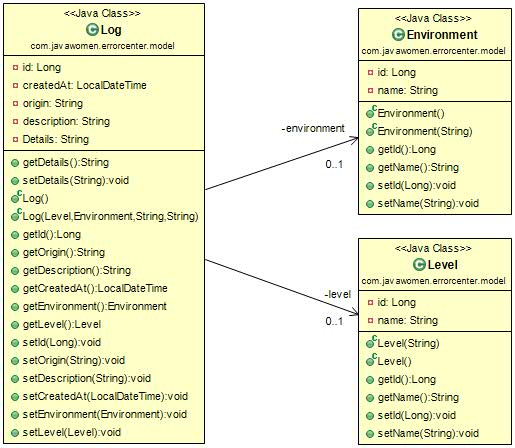 <<Java Class>>
Log
com.javawomen.errorcenter.model
id: Long
createdAt: LocalDateTime
origin: String
description: String
Details: String
getDetails():String
setDetails(String):void
Log()
Log(Level,Environment,String,String)
getId():Long
getOrigin():String
getDescription():String
getCreatedAt():LocalDateTime
getEnvironment():Environment
getLevel():Level
setId(Long):void
setOrigin(String):void
setDescription(String):void
setCreatedAt(LocalDateTime):void
setEnvironment(Environment):void
setLevel(Level):void
-environment
0..1
-level
0..1
<<Java Class>>
Environment
com.javawomen.errorcenter.model
id: Long
name: String
Environment()
Environment(String)
getId():Long
getName():String
setId(Long):void
setName(String):void
<<Java Class>>
Level
com.javawomen.errorcenter.model
id: Long
name: String
Level(String)
Level()
getId():Long
getName():String
setId(Long):void
setName(String):void